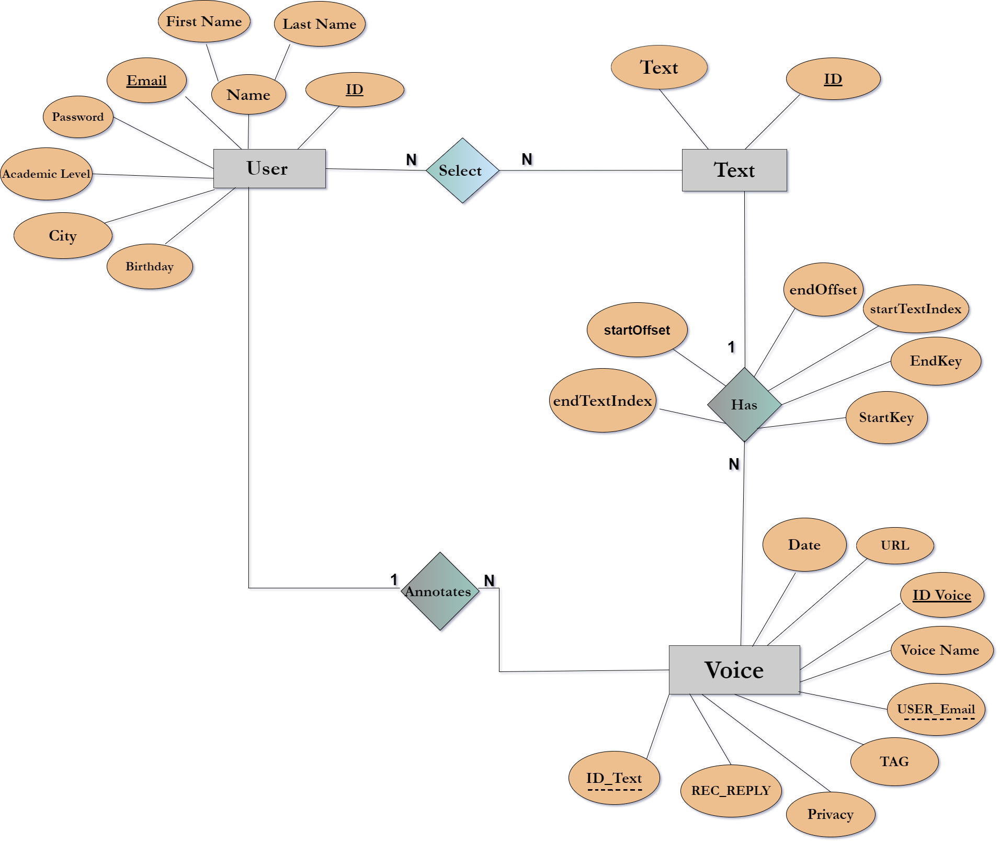 First Name
Last Name
Email
Name
ID
Password
Academic Level
City
Birthday
User
N
Select
N
Text
ID
Text
endOffset
startTextIndex
startOffset
1
EndKey
endTextIndex
Has
StartKey
N
Date
URL
1
Annotates
N
ID Voice
Voice Name
Voice
USER_Email
TAG
ID_Text
REC_REPLY
Privacy